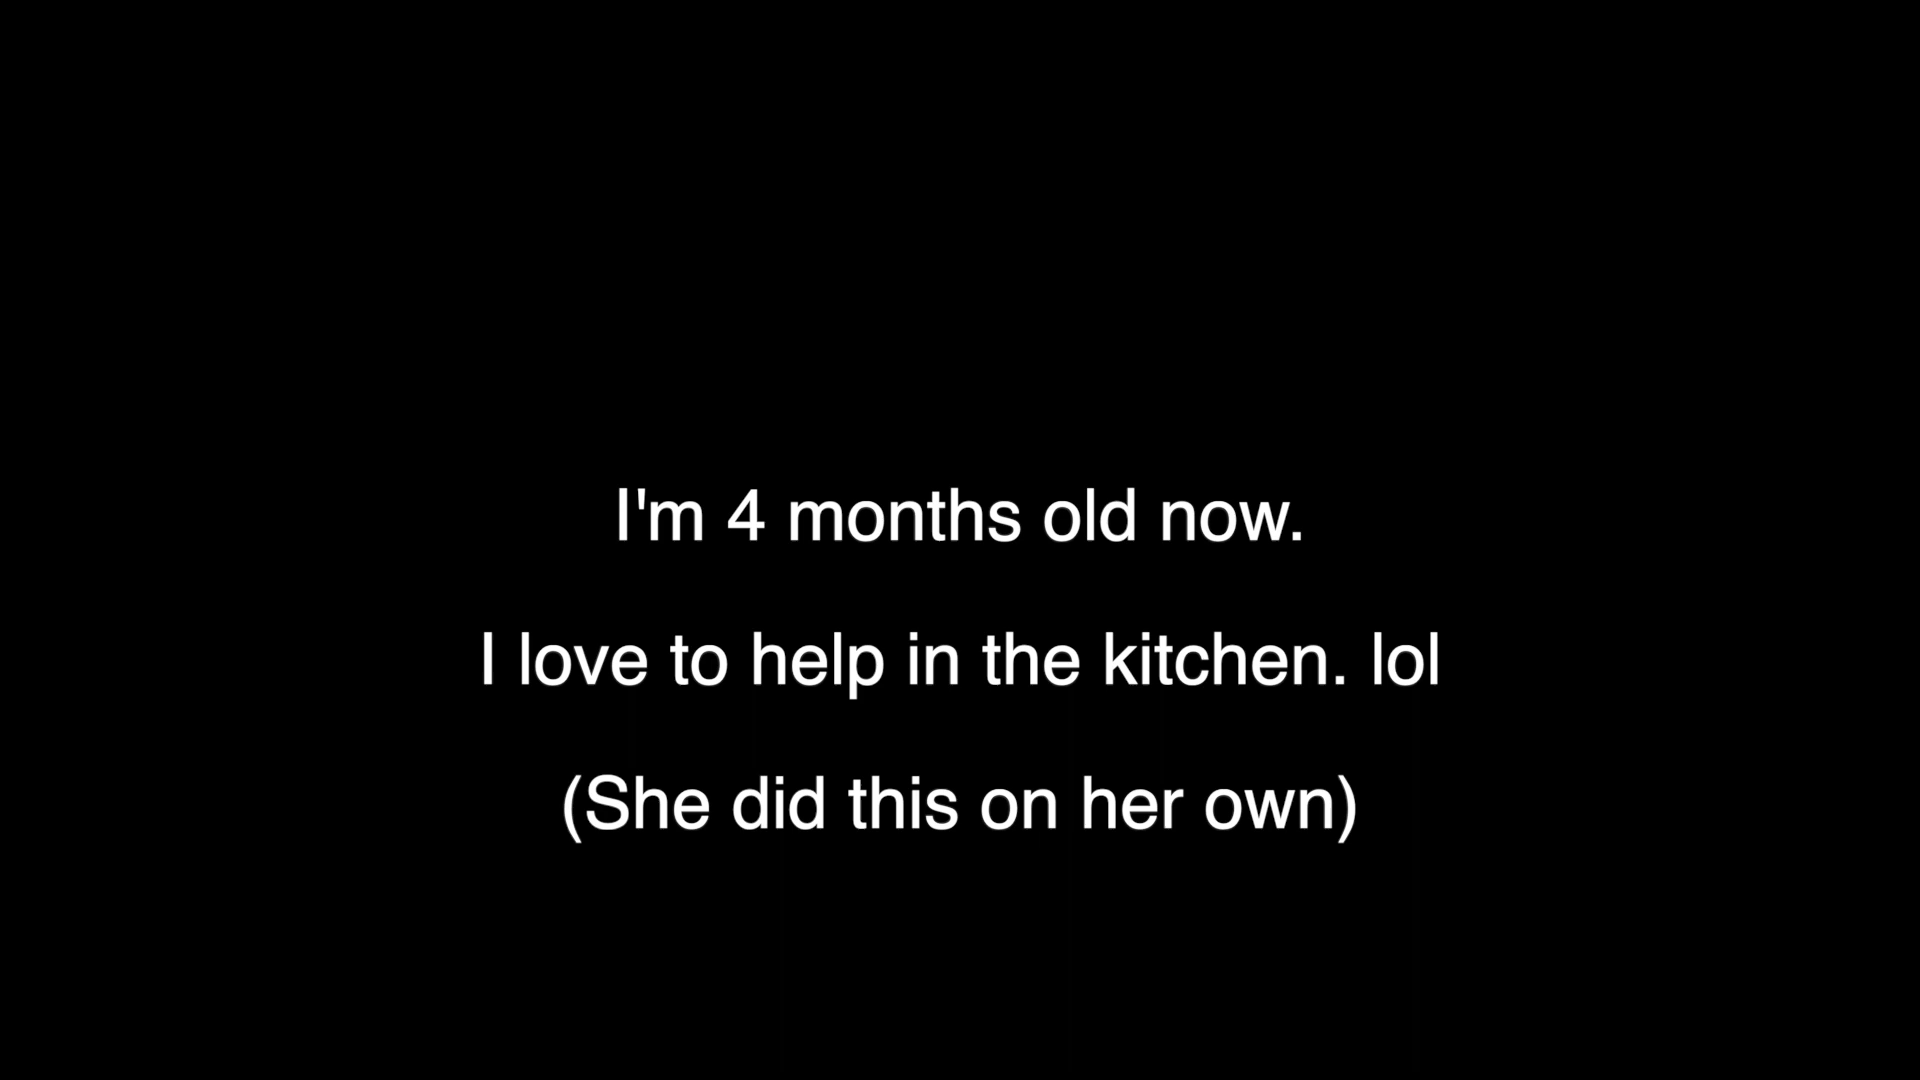 I'm 4 months old now.
I love to help in the kitchen. lol
(She did this on her own)